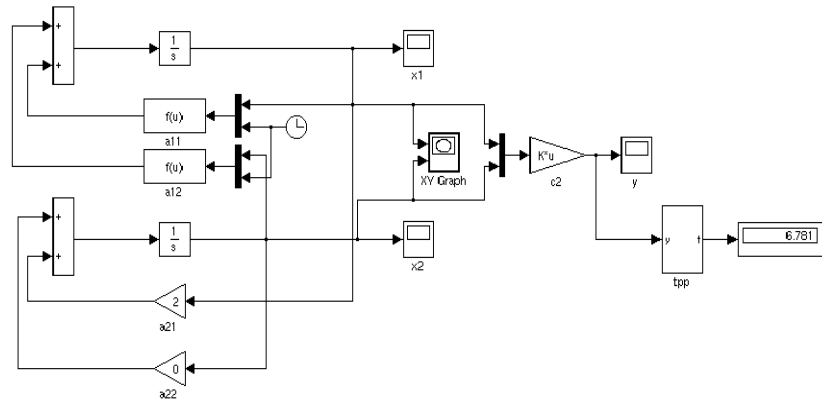 +
+
1
s
x1
f(u)
a11
f(u)
a12
XY Graph
K*u
c2
y
+
+
1
s
x2
y
t
tpp
6.781
2
a21
0
a22